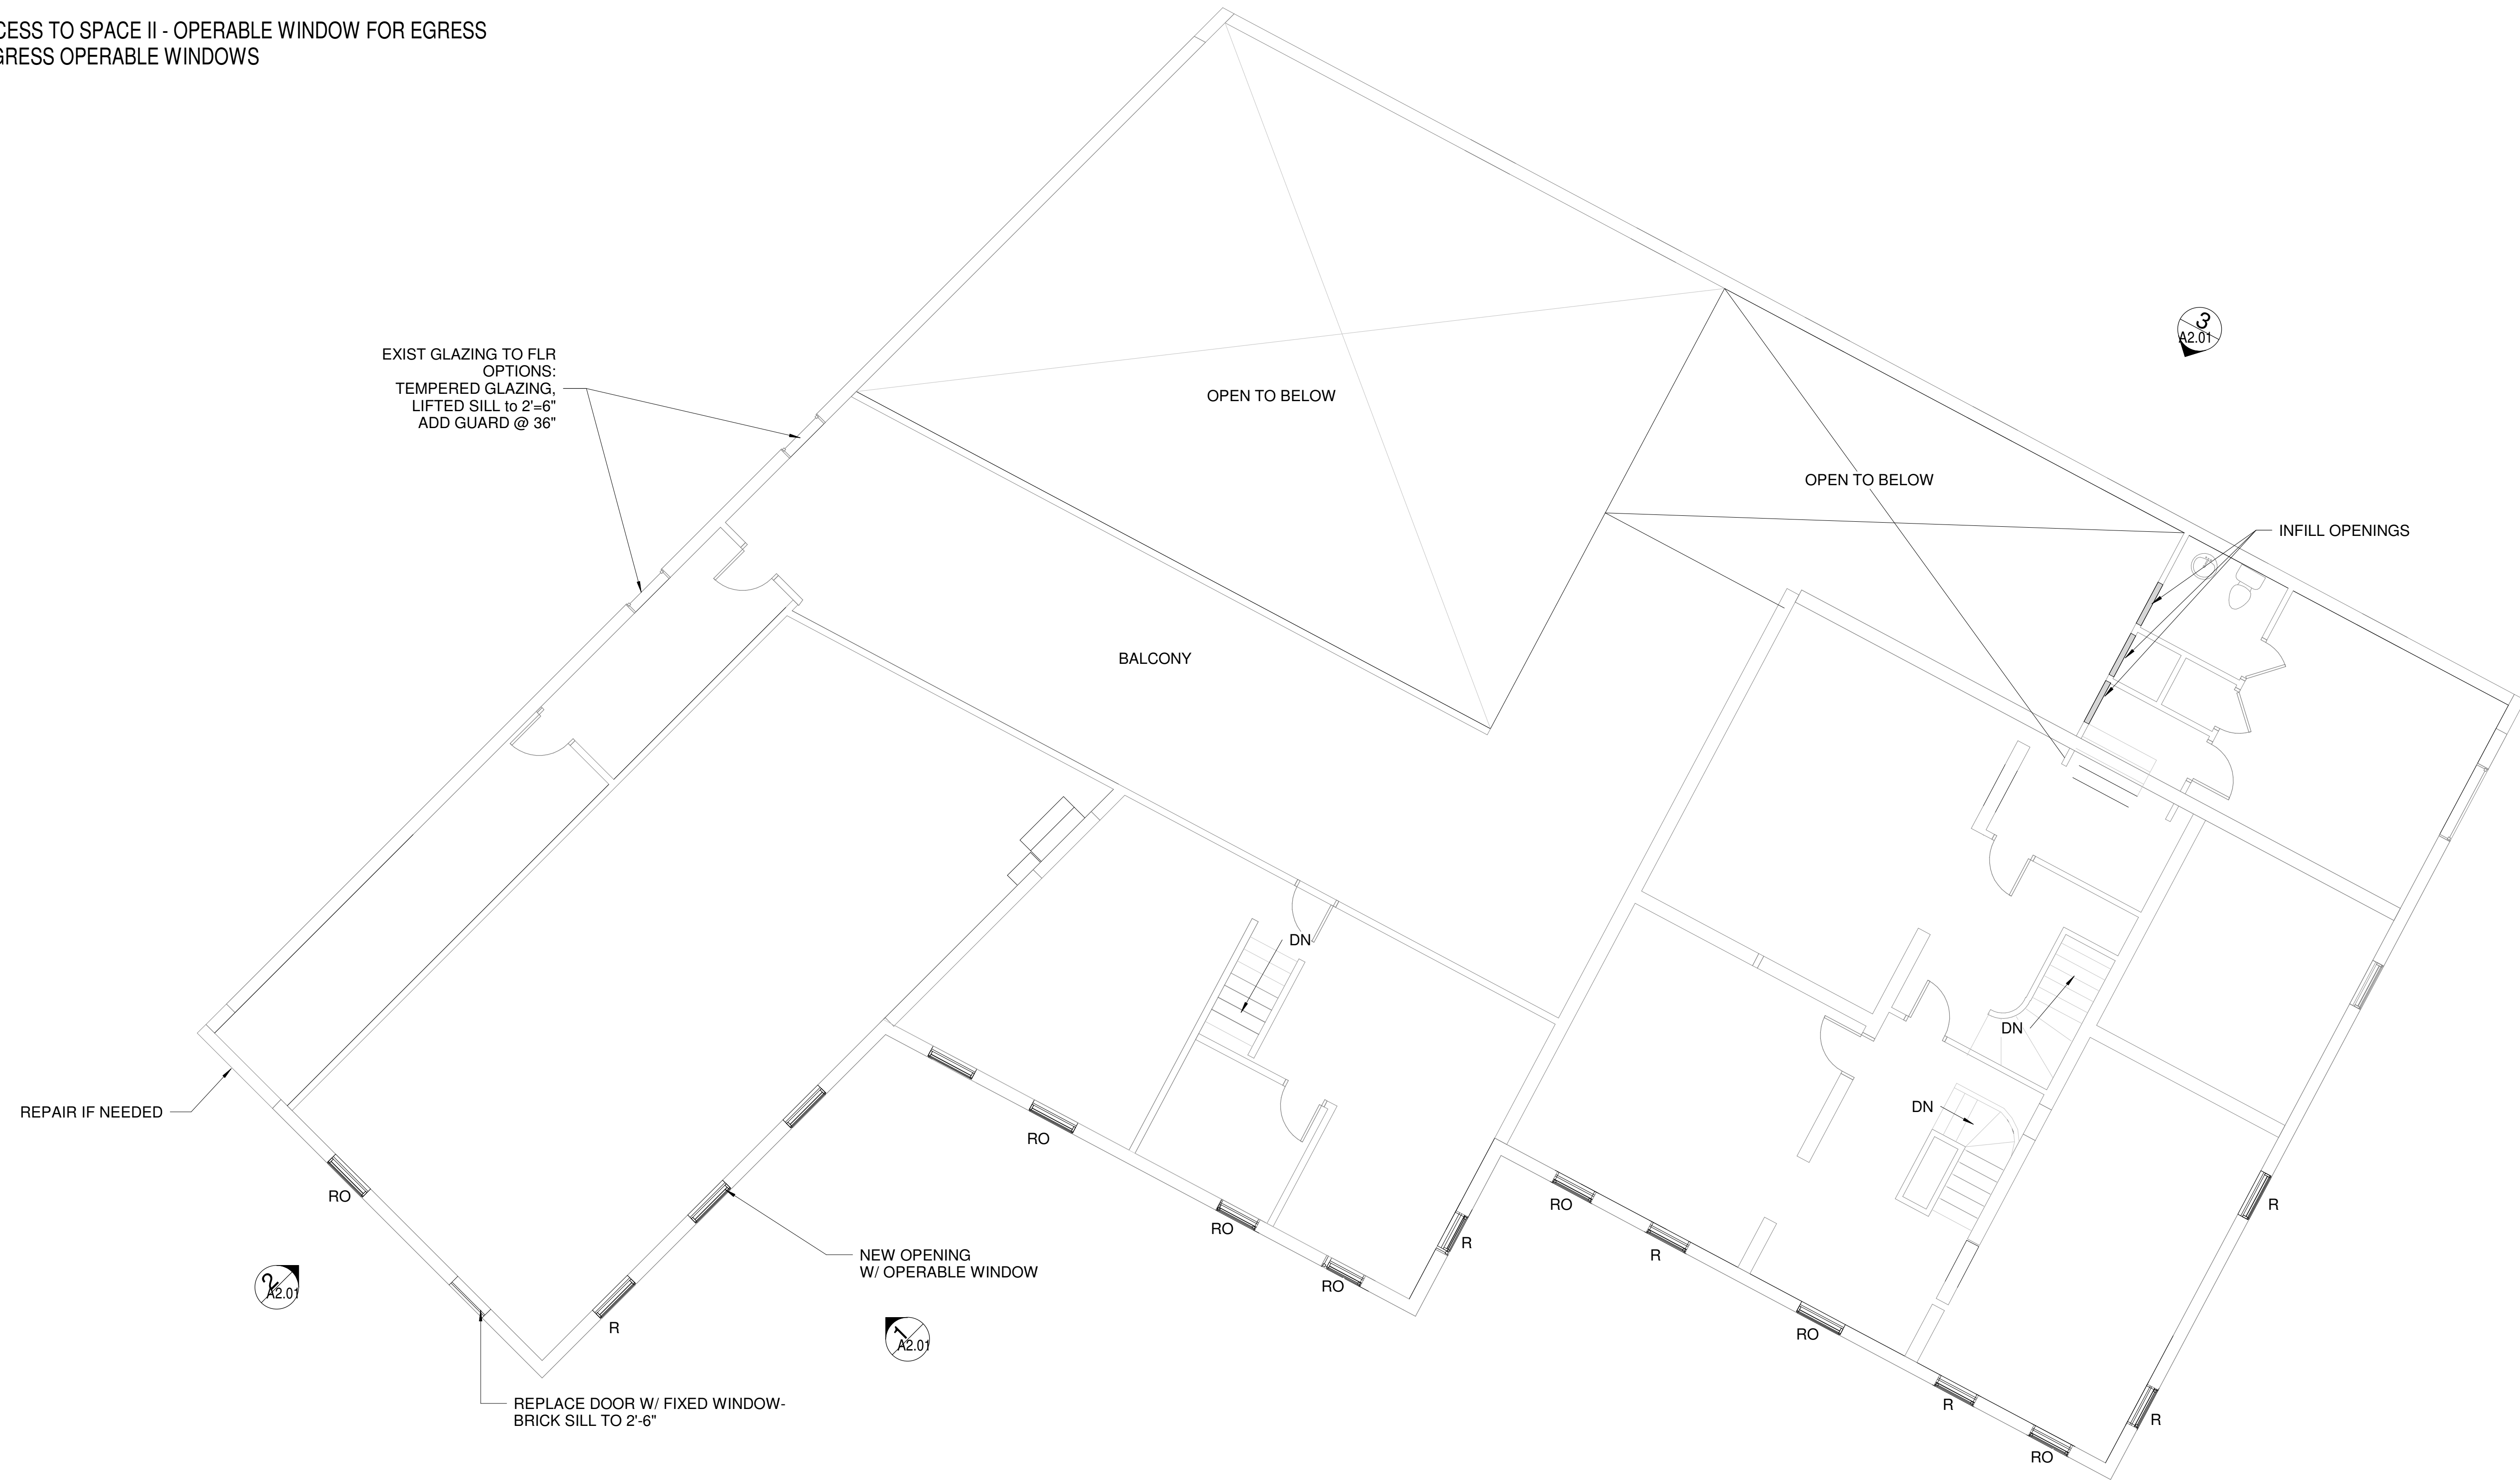 CESS TO SPACE II - OPERABLE WINDOW FOR EGRESS
GRESS OPERABLE WINDOWS
3
A2.01
EXIST GLAZING TO FLR
OPTIONS:
TEMPERED GLAZING,
LIFTED SILL to 2'=6"
ADD GUARD @ 36"
OPEN TO BELOW
OPEN TO BELOW
INFILL OPENINGS
BALCONY
DN
DN
DN
REPAIR IF NEEDED
RO
RO
RO
RO
R
RO
R
RO
R
RO
R
R
NEW OPENING
W/ OPERABLE WINDOW
2
A2.01
R
1
A2.01
REPLACE DOOR W/ FIXED WINDOW-
BRICK SILL TO 2'-6"